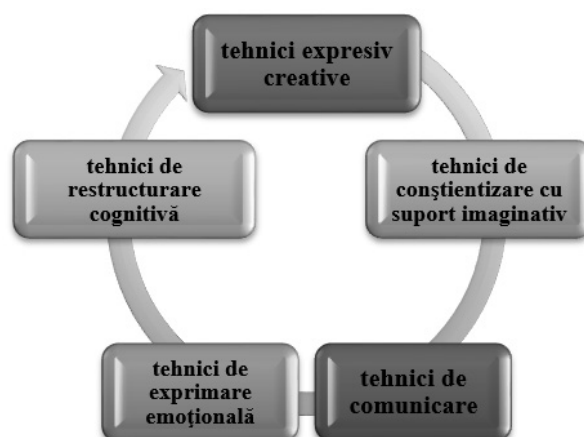 tehnici expresiv
creative
tehnici de
conştientizare cu
suport imaginativ
tehnici de
comunicare
tehnici de
exprimare
emoţională
tehnici de
restructurare
cognitivă